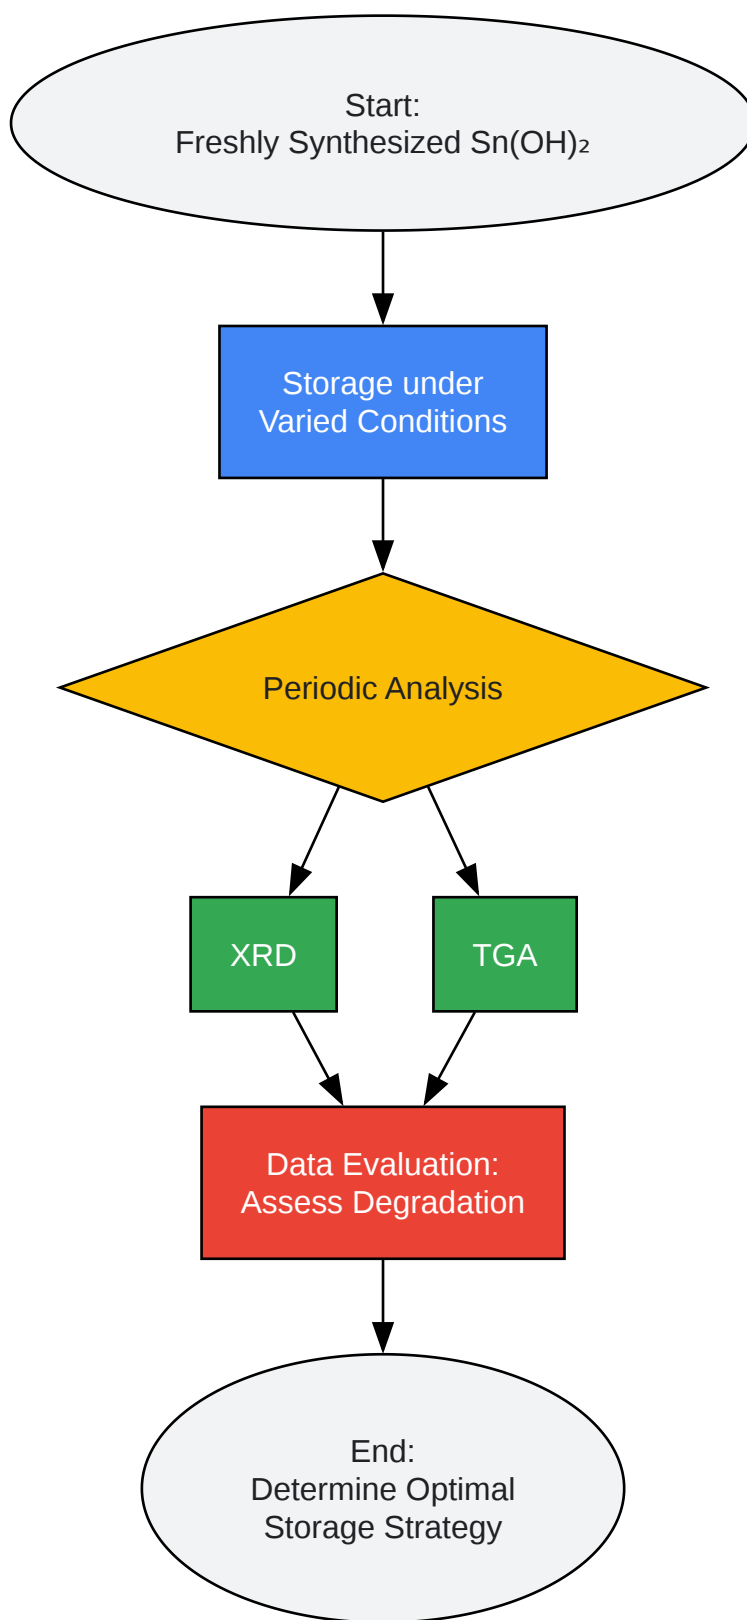 Start:
Freshly Synthesized Sn(OH)₂
Storage under
Varied Conditions
Periodic Analysis
XRD
TGA
Data Evaluation:
Assess Degradation
End:
Determine Optimal
Storage Strategy